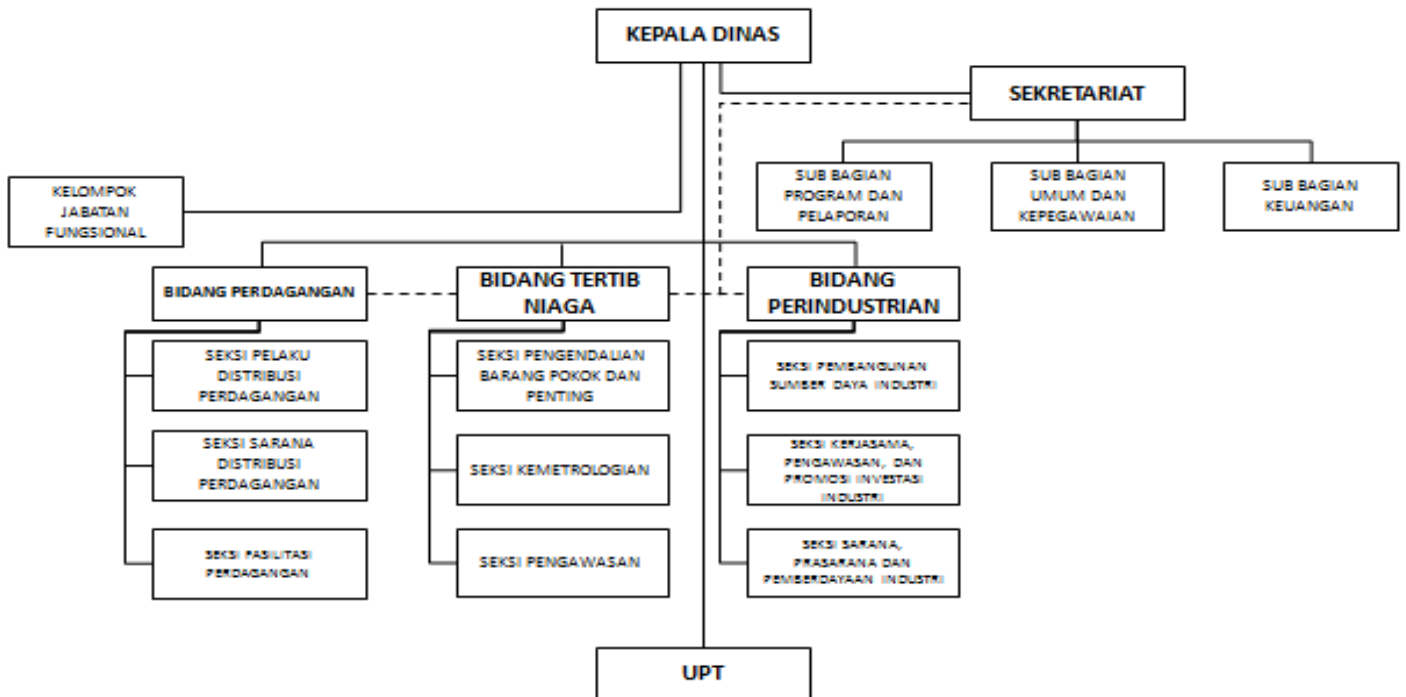 KEPALA DINAS
SEKRETARIAT
SUB BAGIAN
PROGRAM DAN
PELAPORAN
SUB BAGIAN
UMUM DAN
KEPEGAWAIAN
SUB BAGIAN
KEUANGAN
KELOMPOK
JABATAN
FUNGSIONAL
BIDANG PERDAGANGAN
BIDANG TERTIB
NIAGA
BIDANG
PERINDUSTRIAN
SEKSI PELAKU
DISTRIBUSI
PERDAGANGAN
SEKSI PENGENDALIAN
BARANG POKOK DAN
PENTING
SEKSI PEMBANGUNAN
SUMBER DAYA INDUSTRI
SEKSI SARANA
DISTRIBUSI
PERDAGANGAN
SEKSI KEMETROLOGIAN
SEKSI KERJASAMA,
PENGAWASAN, DAN
PROMOSI INVESTASI
INDUSTRI
SEKSI FASILITASI
PERDAGANGAN
SEKSI PENGAWASAN
SEKSI SARANA,
PRASARANA DAN
PEMBERDAYAAN INDUSTRI
UPT